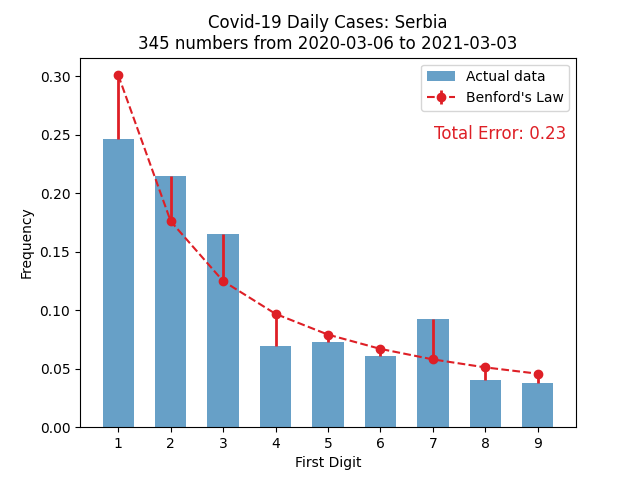 Covid-19 Daily Cases: Serbia
345 numbers from 2020-03-06 to 2021-03-03
Actual data
Benford's Law
Total Error: 0.23
Frequency
0.30
0.25
0.20
0.15
0.10
0.05
0.00
1 2 3 4 5 6 7 8 9
First Digit